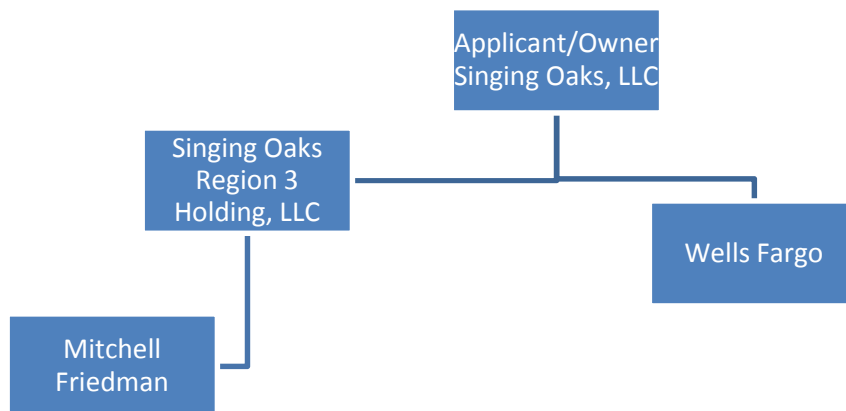 Applicant/Owner
Singing Oaks, LLC
Singing Oaks
Region 3
Holding, LLC
Wells Fargo
Mitchell
Friedman